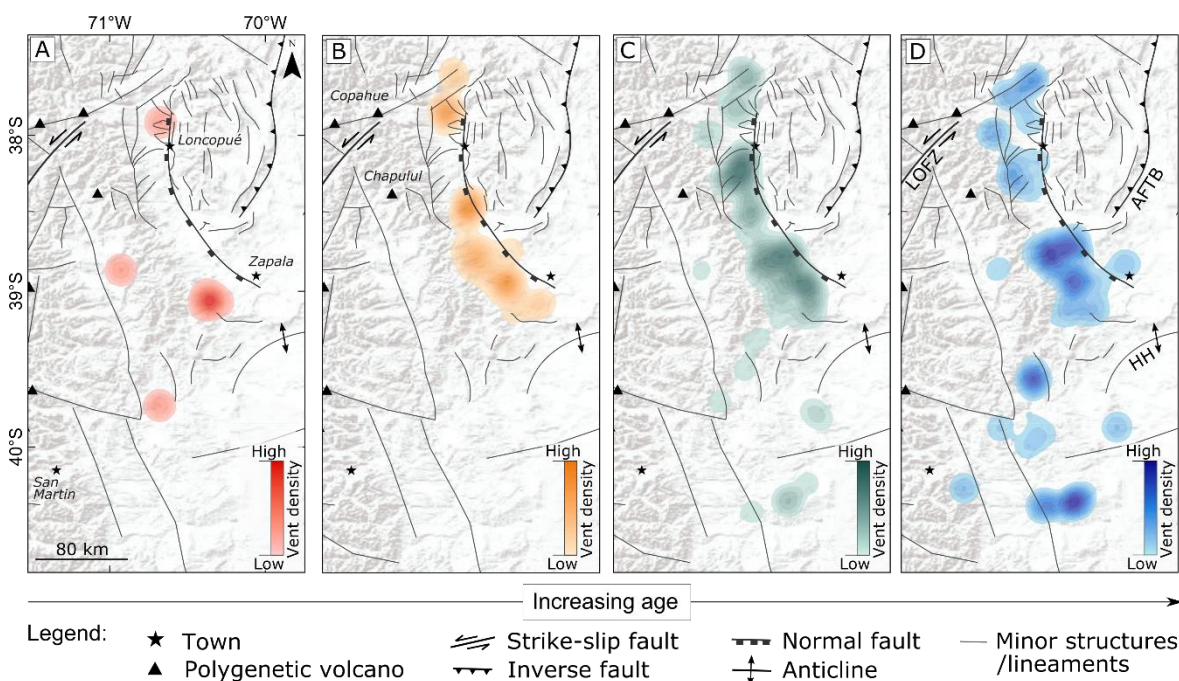 71°W
70°W
A
N
B
C
D
38°S
39°S
40°S
Loncopué
Zapala
San
Martin
80 km
High
Vent density
Low
Copahue
Chapulul
High
Vent density
Low
High
Vent density
Low
LOFZ
AFTB
HH
High
Vent density
Low
Increasing age
Legend:
Town
Strike-slip fault
Normal fault
Minor structures
/lineaments
Polygenetic volcano
Inverse fault
Anticline